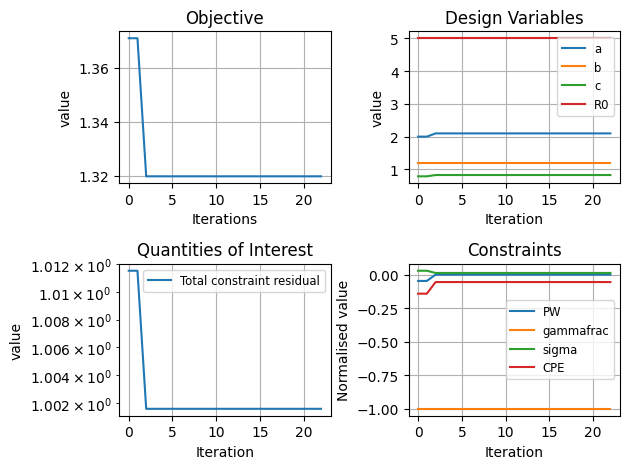 Objective
value
1.36
1.34
1.32
0
5
10
15
20
Iterations
Design Variables
value
5
4
3
2
1
a
b
c
R0
0
5
10
15
20
Iteration
Quantities of Interest
value
1.012 × 10⁰
1.01 × 10⁰
1.008 × 10⁰
1.006 × 10⁰
1.004 × 10⁰
1.002 × 10⁰
Total constraint residual
0
5
10
15
20
Iteration
Constraints
Normalised value
0.00
−0.25
−0.50
−0.75
−1.00
PW
gammafrac
sigma
CPE
0
5
10
15
20
Iteration